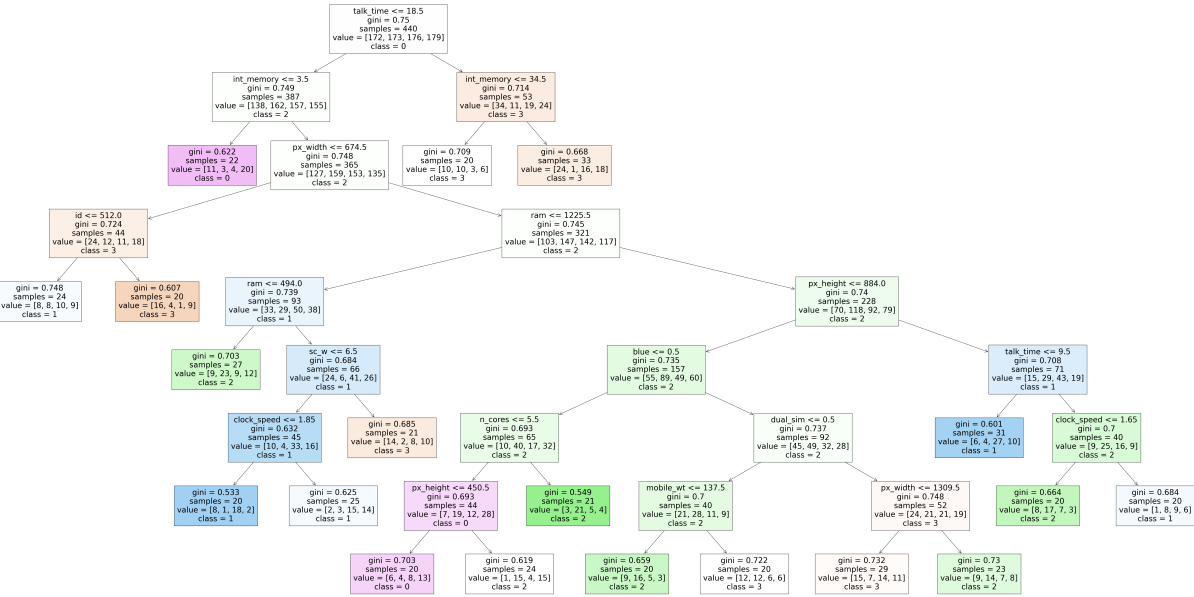 talk_time <= 18.5
gini = 0.75
samples = 440
value = [172, 173, 176, 179]
class = 0
int_memory <= 3.5
gini = 0.749
samples = 387
value = [138, 162, 157, 155]
class = 2
int_memory <= 34.5
gini = 0.714
samples = 53
value = [34, 11, 19, 24]
class = 3
gini = 0.622
samples = 22
value = [11, 3, 4, 20]
class = 0
px_width <= 674.5
gini = 0.748
samples = 365
value = [127, 159, 153, 135]
class = 2
gini = 0.709
samples = 20
value = [10, 10, 3, 6]
class = 3
gini = 0.668
samples = 33
value = [24, 1, 16, 18]
class = 3
id <= 512.0
gini = 0.724
samples = 44
value = [24, 12, 11, 18]
class = 3
ram <= 1225.5
gini = 0.745
samples = 321
value = [103, 147, 142, 117]
class = 2
gini = 0.748
samples = 24
value = [8, 8, 10, 9]
class = 1
gini = 0.607
samples = 20
value = [16, 4, 1, 9]
class = 3
ram <= 494.0
gini = 0.739
samples = 93
value = [33, 29, 50, 38]
class = 1
px_height <= 884.0
gini = 0.74
samples = 228
value = [70, 118, 92, 79]
class = 2
gini = 0.703
samples = 27
value = [9, 23, 9, 12]
class = 2
sc_w <= 6.5
gini = 0.684
samples = 66
value = [24, 6, 41, 26]
class = 1
blue <= 0.5
gini = 0.735
samples = 157
value = [55, 89, 49, 60]
class = 2
talk_time <= 9.5
gini = 0.708
samples = 71
value = [15, 29, 43, 19]
class = 1
clock_speed <= 1.85
gini = 0.632
samples = 45
value = [10, 4, 33, 16]
class = 1
gini = 0.685
samples = 21
value = [14, 2, 8, 10]
class = 3
n_cores <= 5.5
gini = 0.693
samples = 65
value = [10, 40, 17, 32]
class = 2
dual_sim <= 0.5
gini = 0.737
samples = 92
value = [45, 49, 32, 28]
class = 2
gini = 0.601
samples = 31
value = [6, 4, 27, 10]
class = 1
clock_speed <= 1.65
gini = 0.7
samples = 40
value = [9, 25, 16, 9]
class = 2
gini = 0.533
samples = 20
value = [8, 1, 18, 2]
class = 1
gini = 0.625
samples = 25
value = [2, 3, 15, 14]
class = 1
px_height <= 450.5
gini = 0.693
samples = 44
value = [7, 19, 12, 28]
class = 0
gini = 0.549
samples = 21
value = [3, 21, 5, 4]
class = 2
mobile_wt <= 137.5
gini = 0.7
samples = 40
value = [21, 28, 11, 9]
class = 2
px_width <= 1309.5
gini = 0.748
samples = 52
value = [24, 21, 21, 19]
class = 3
gini = 0.664
samples = 20
value = [8, 17, 7, 3]
class = 2
gini = 0.684
samples = 20
value = [1, 8, 9, 6]
class = 1
gini = 0.703
samples = 20
value = [6, 4, 8, 13]
class = 0
gini = 0.619
samples = 24
value = [1, 15, 4, 15]
class = 2
gini = 0.659
samples = 20
value = [9, 16, 5, 3]
class = 2
gini = 0.722
samples = 20
value = [12, 12, 6, 6]
class = 3
gini = 0.732
samples = 29
value = [15, 7, 14, 11]
class = 3
gini = 0.73
samples = 23
value = [9, 14, 7, 8]
class = 2